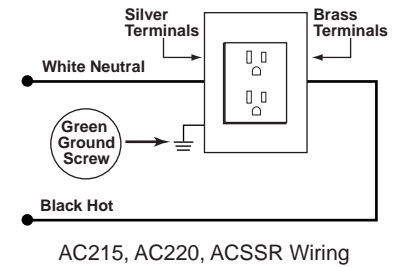 Silver
Terminals
Brass
Terminals
White Neutral
Green
Ground
Screw
Black Hot
AC215, AC220, ACSSR Wiring